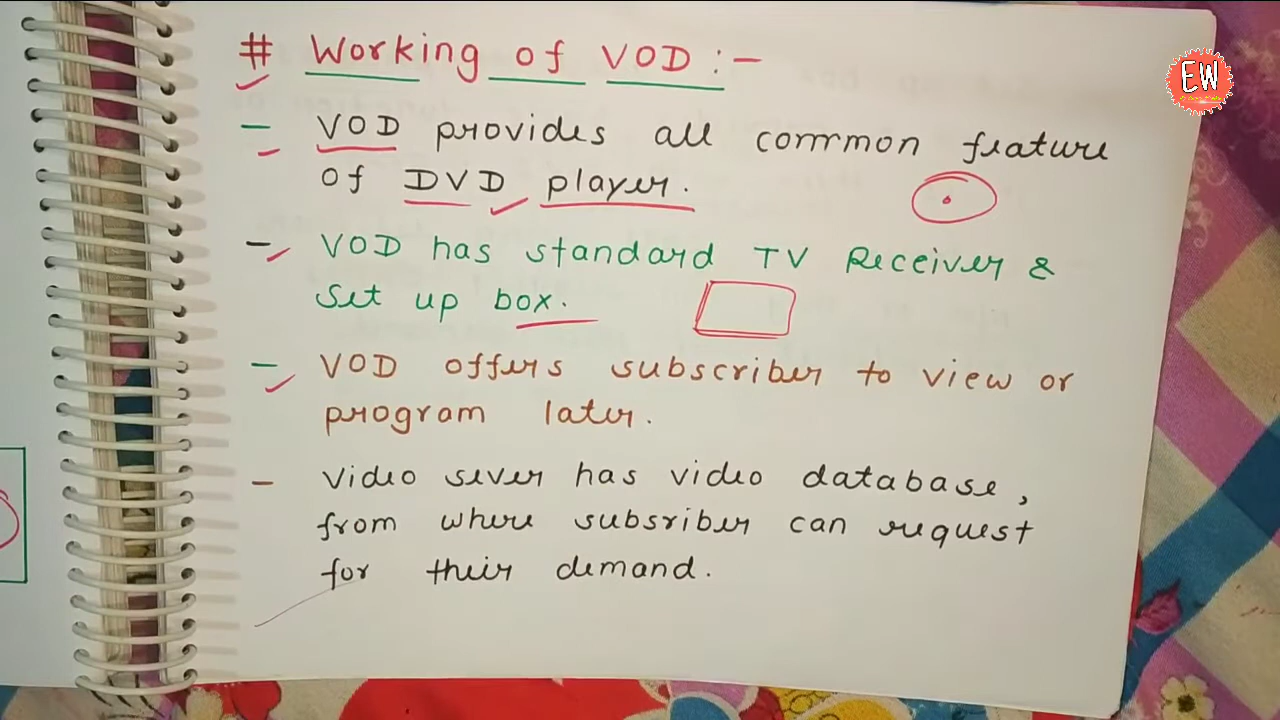 # Working of VOD :-
EW
- VOD provides all common feature
of DVD player.
- VOD has standard TV Receiver &
Set up box.
- VOD offers subscriber to view or
program later.
- Video sever has video database,
from where subsriber can request
for their demand.